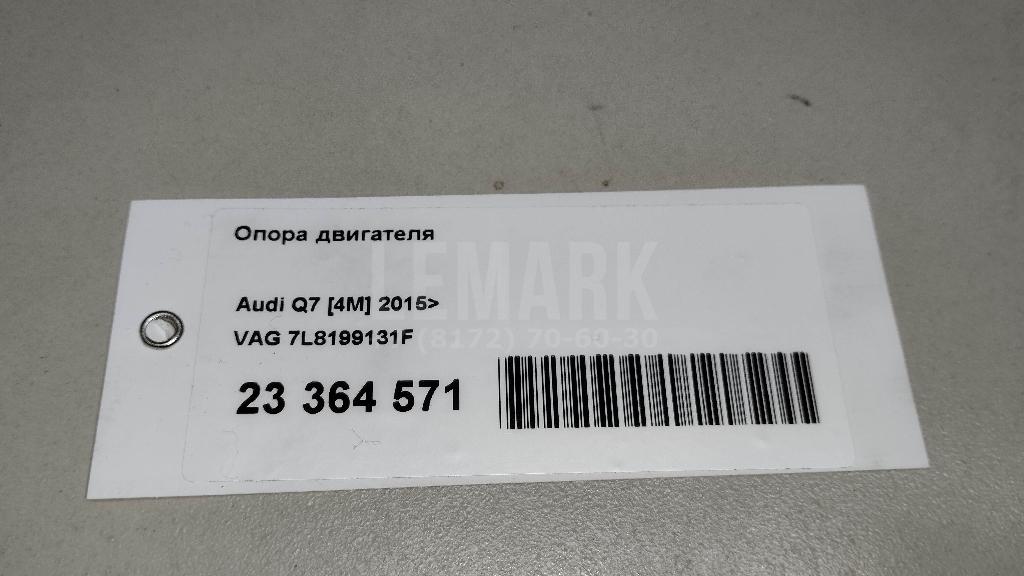 Опора двигателя
LEMARK
Audi Q7 [4M] 2015>
VAG 7L8199131F
(8172) 70-60-30
23 364 571